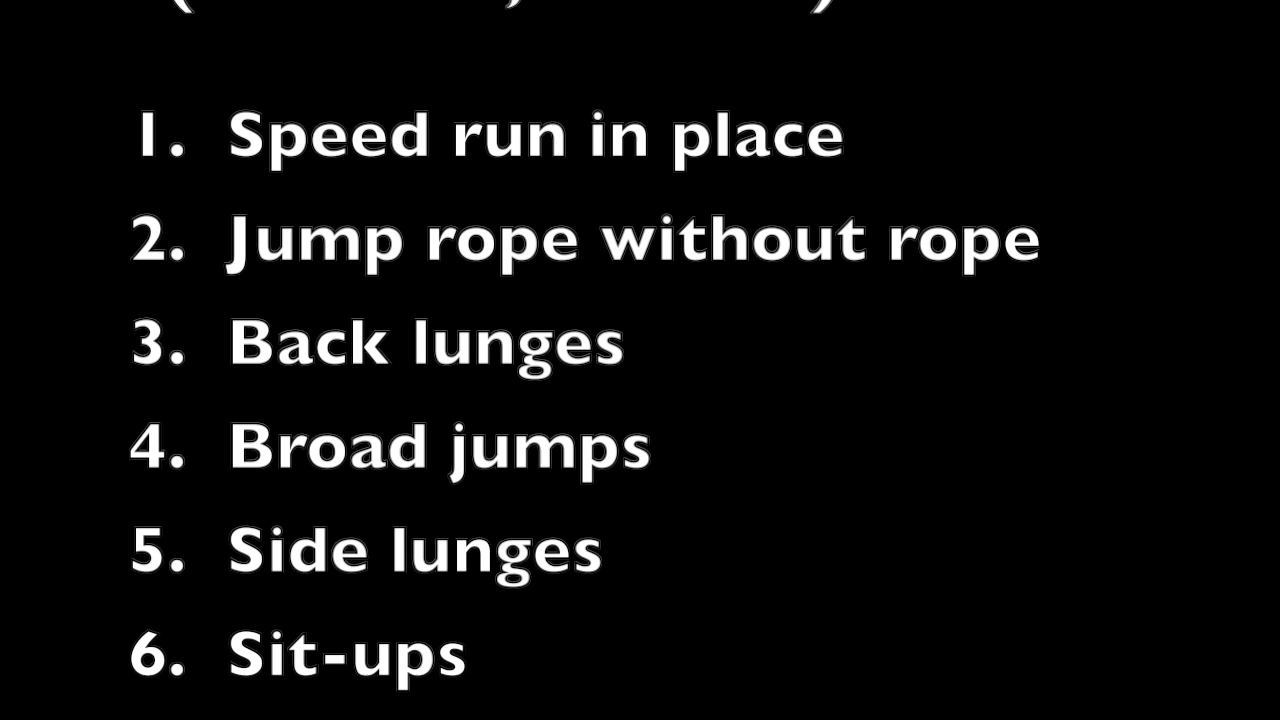 1. Speed run in place
2. Jump rope without rope
3. Back lunges
4. Broad jumps
5. Side lunges
6. Sit-ups